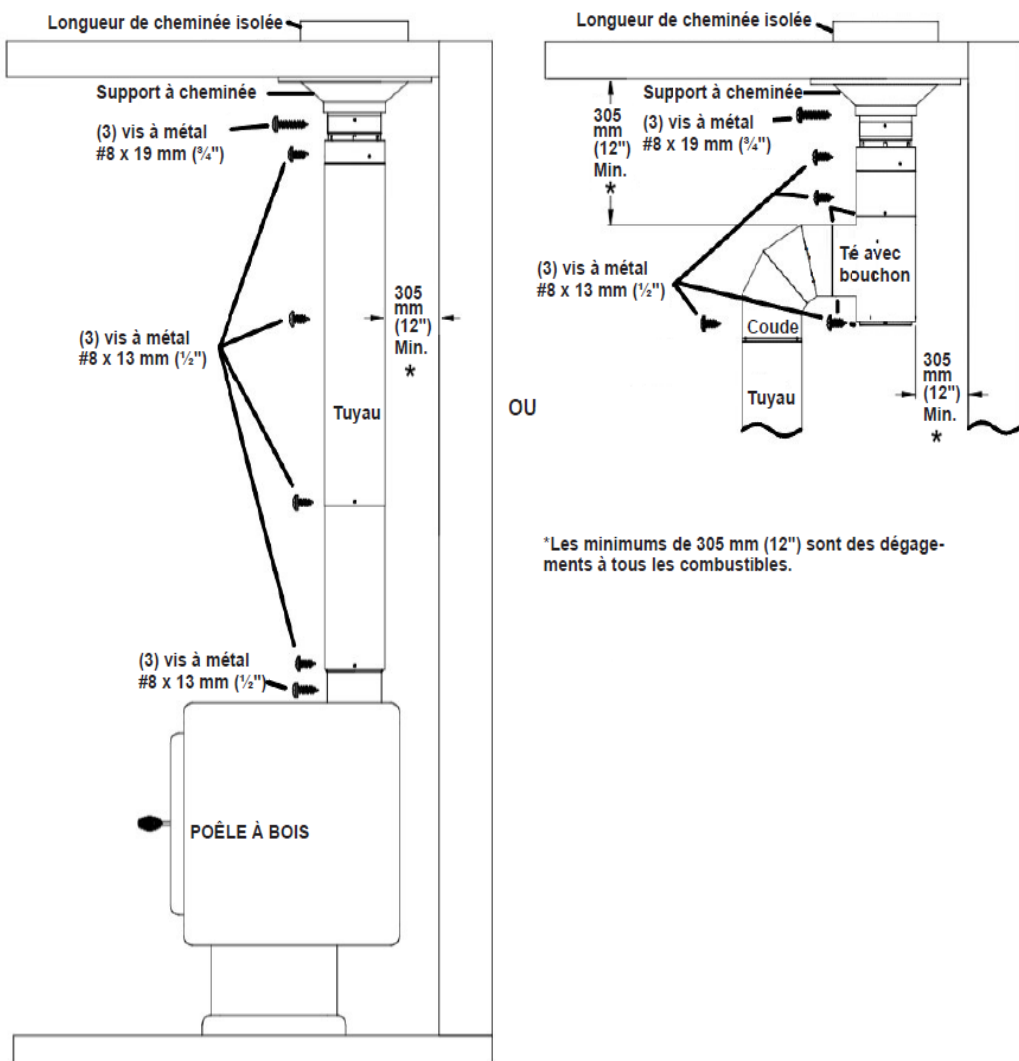 Longueur de cheminée isolée
Support à cheminée
(3) vis à métal
#8 x 19 mm (¾")
305
mm
(12")
Min.
*
(3) vis à métal
#8 x 13 mm (½")
Tuyau
(3) vis à métal
#8 x 13 mm (½")
POÊLE À BOIS
OU
Longueur de cheminée isolée
Support à cheminée
305
mm
(12")
Min.
*
(3) vis à métal
#8 x 19 mm (¾")
Té avec
bouchon
(3) vis à métal
#8 x 13 mm (½")
Coude
Tuyau
305
mm
(12")
Min.
*
*Les minimums de 305 mm (12") sont des dégage-
ments à tous les combustibles.